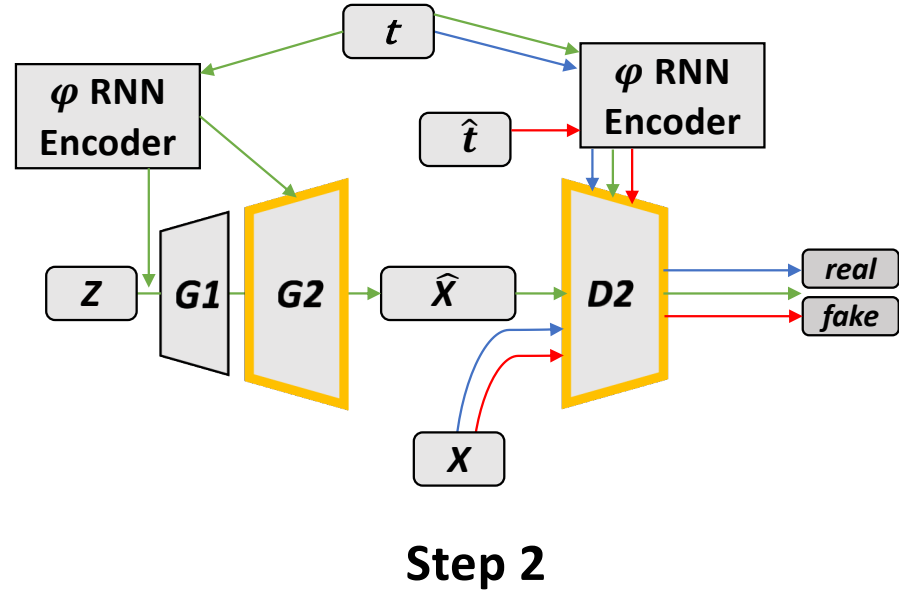 t
φ RNN
Encoder
φ RNN
Encoder
t̂
Z
G1
G2
X̂
D2
real
fake
X
Step 2